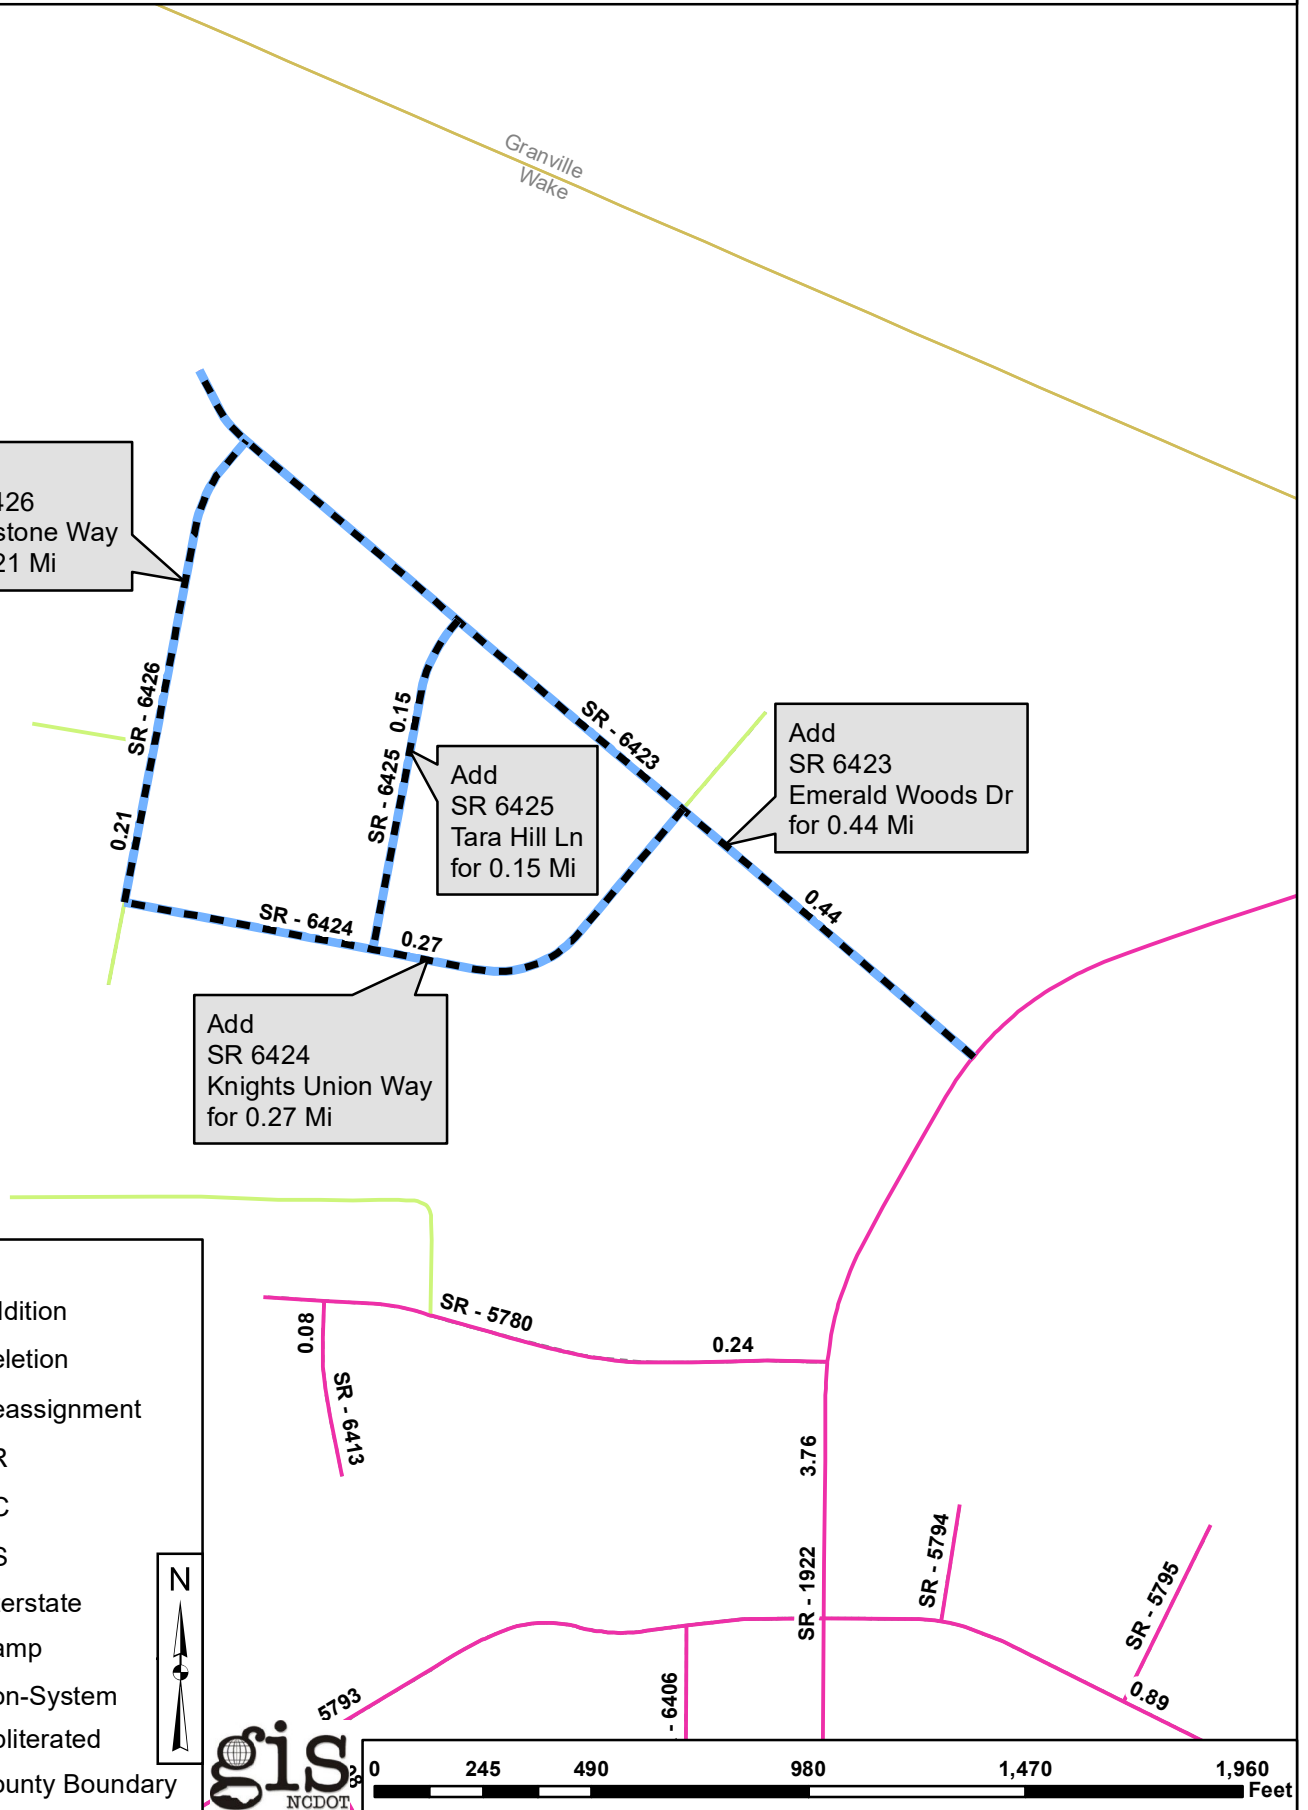 Granville
Wake
426
stone Way
21 Mi
SR - 6426
0.21
0.15
SR - 6425
SR - 6423
Add
SR 6425
Tara Hill Ln
for 0.15 Mi
Add
SR 6423
Emerald Woods Dr
for 0.44 Mi
0.44
SR - 6424
0.27
Add
SR 6424
Knights Union Way
for 0.27 Mi
SR - 5780
0.24
0.08
SR - 6413
3.76
SR - 1922
SR - 5794
SR - 5795
0.89
5793
- 6406
ddition
eletion
eassignment
R
C
S
terstate
amp
on-System
bliterated
ounty Boundary
N
gis
NCDOT
0 245 490 980 1,470 1,960
Feet